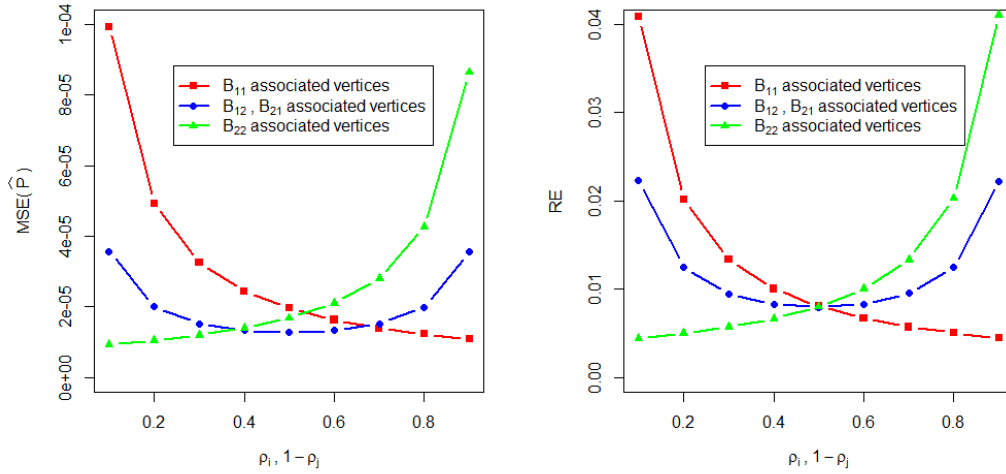 MSE( P̂ )
0e+00 2e-05 4e-05 6e-05 8e-05 1e-04
B₁₁ associated vertices
B₁₂ , B₂₁ associated vertices
B₂₂ associated vertices
0.2 0.4 0.6 0.8
ρᵢ , 1 − ρⱼ
RE
0.00 0.01 0.02 0.03 0.04
B₁₁ associated vertices
B₁₂ , B₂₁ associated vertices
B₂₂ associated vertices
0.2 0.4 0.6 0.8
ρᵢ , 1 − ρⱼ